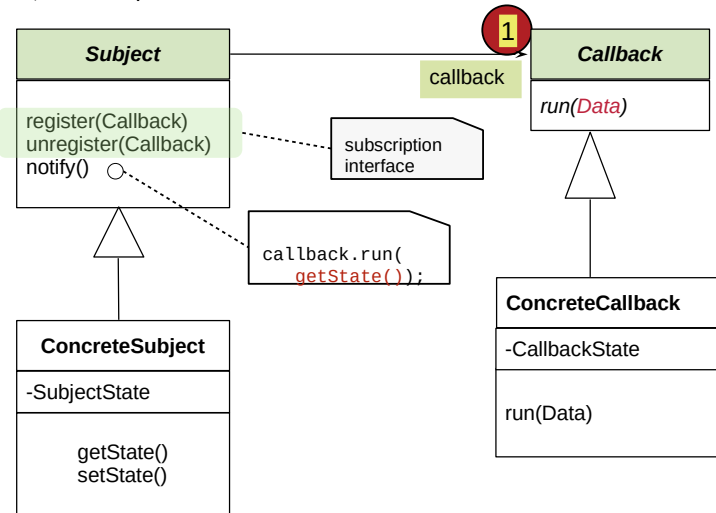 Subject
register(Callback)
unregister(Callback)
notify()
1
callback
Callback
run(Data)
subscription
interface
callback.run(
getState());
ConcreteSubject
-SubjectState
getState()
setState()
ConcreteCallback
-CallbackState
run(Data)